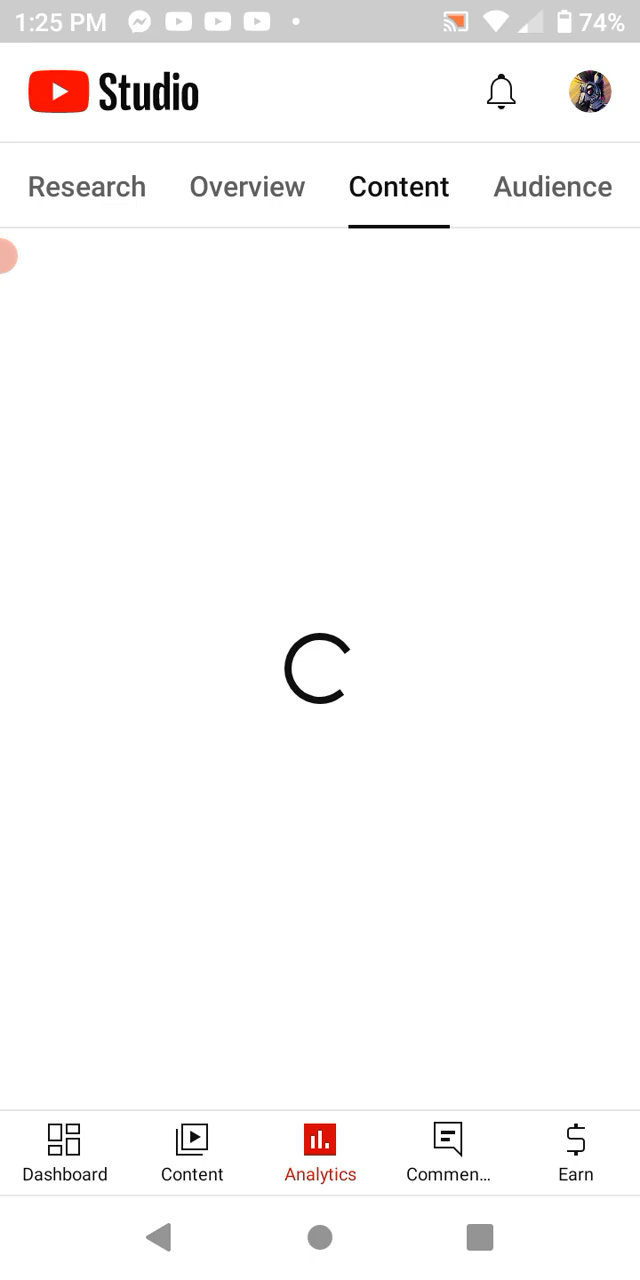 1:25 PM 74%
Studio
Research Overview Content Audience
Dashboard Content Analytics Commen... Earn